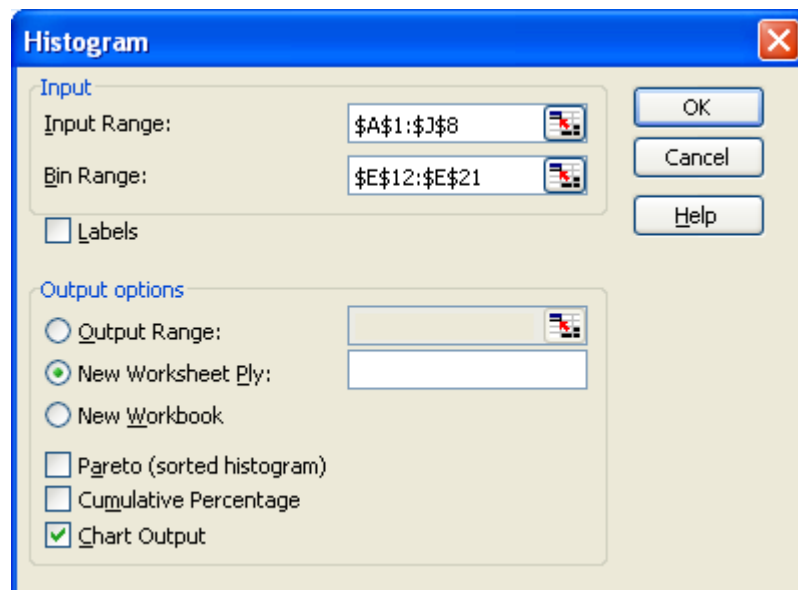 Histogram
Input
Input Range: $A$1:$J$8
Bin Range: $E$12:$E$21
Labels
OK
Cancel
Help
Output options
Output Range:
New Worksheet Ply:
New Workbook
Pareto (sorted histogram)
Cumulative Percentage
Chart Output